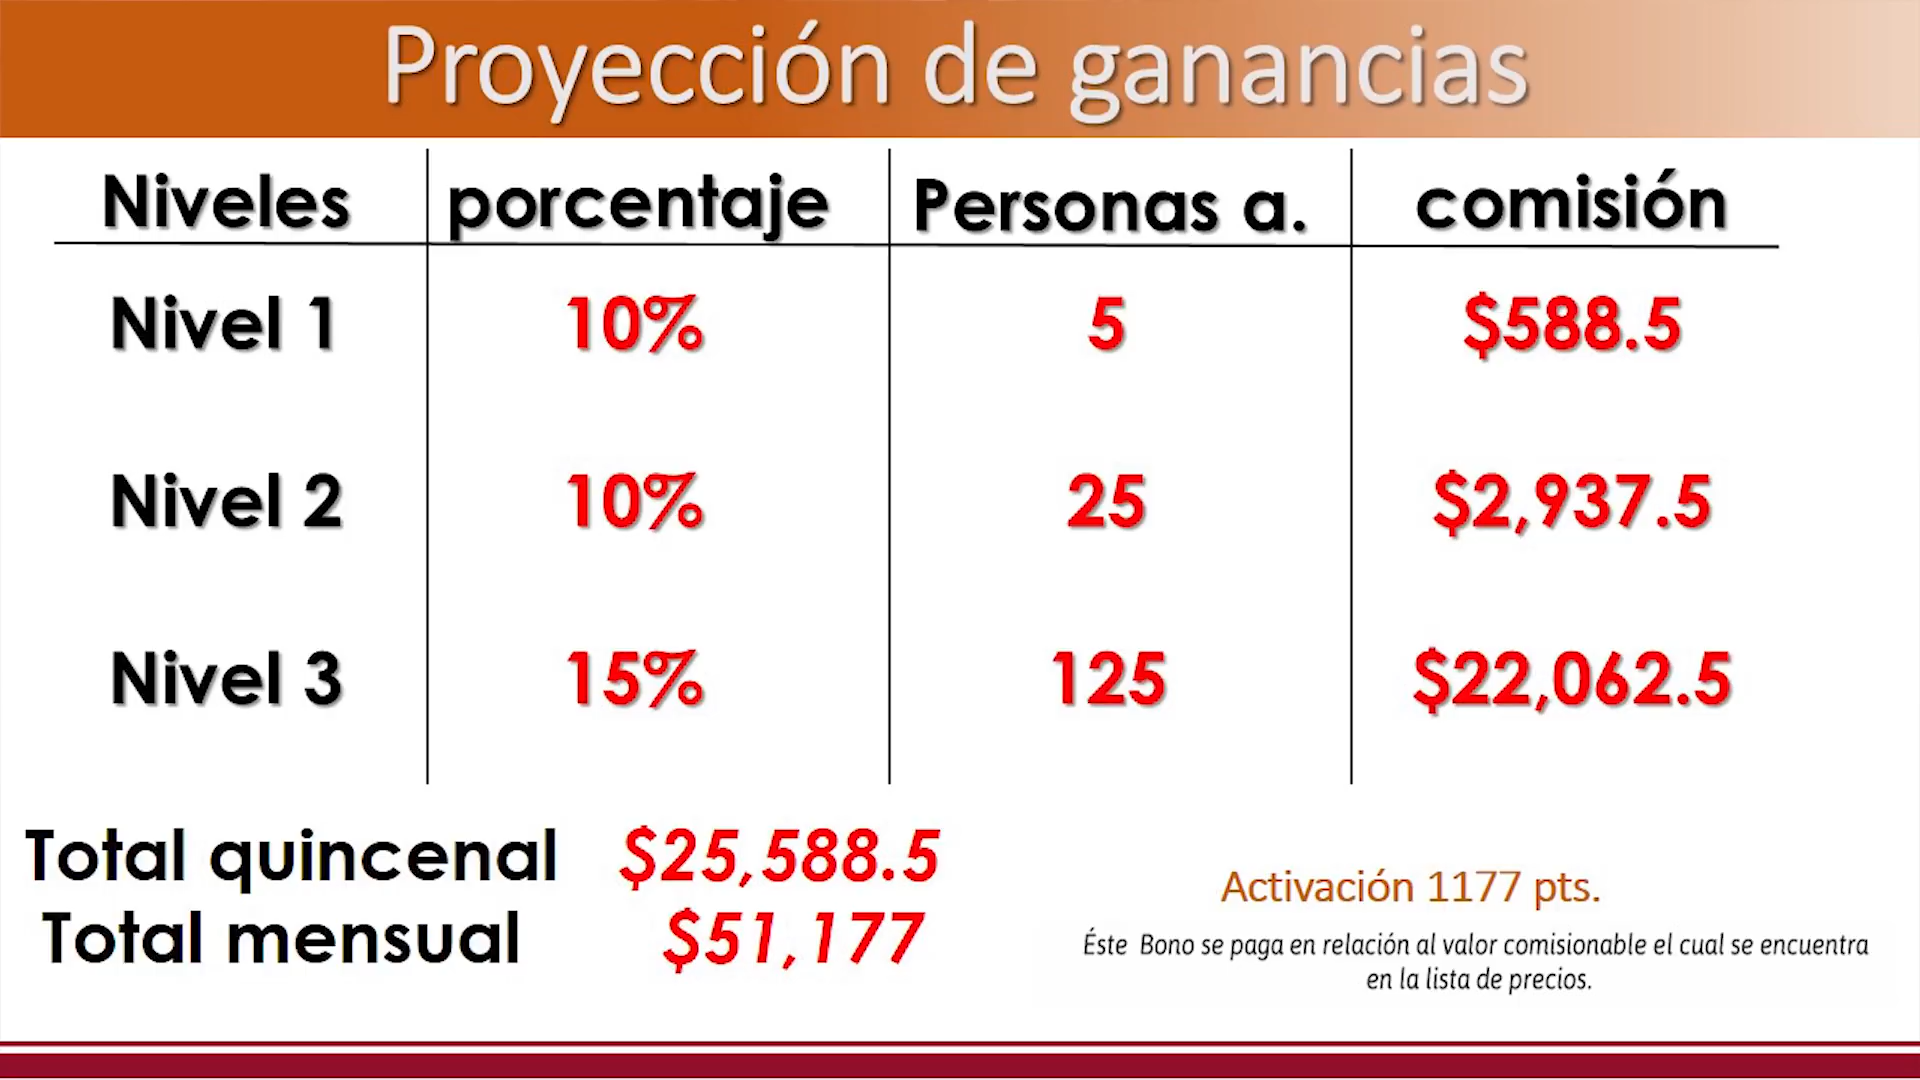 Proyección de ganancias
Niveles porcentaje Personas a. comisión
Nivel 1 10% 5 $588.5
Nivel 2 10% 25 $2,937.5
Nivel 3 15% 125 $22,062.5
Total quincenal $25,588.5
Total mensual $51,177
Activación 1177 pts.
Éste Bono se paga en relación al valor comisionable el cual se encuentra
en la lista de precios.